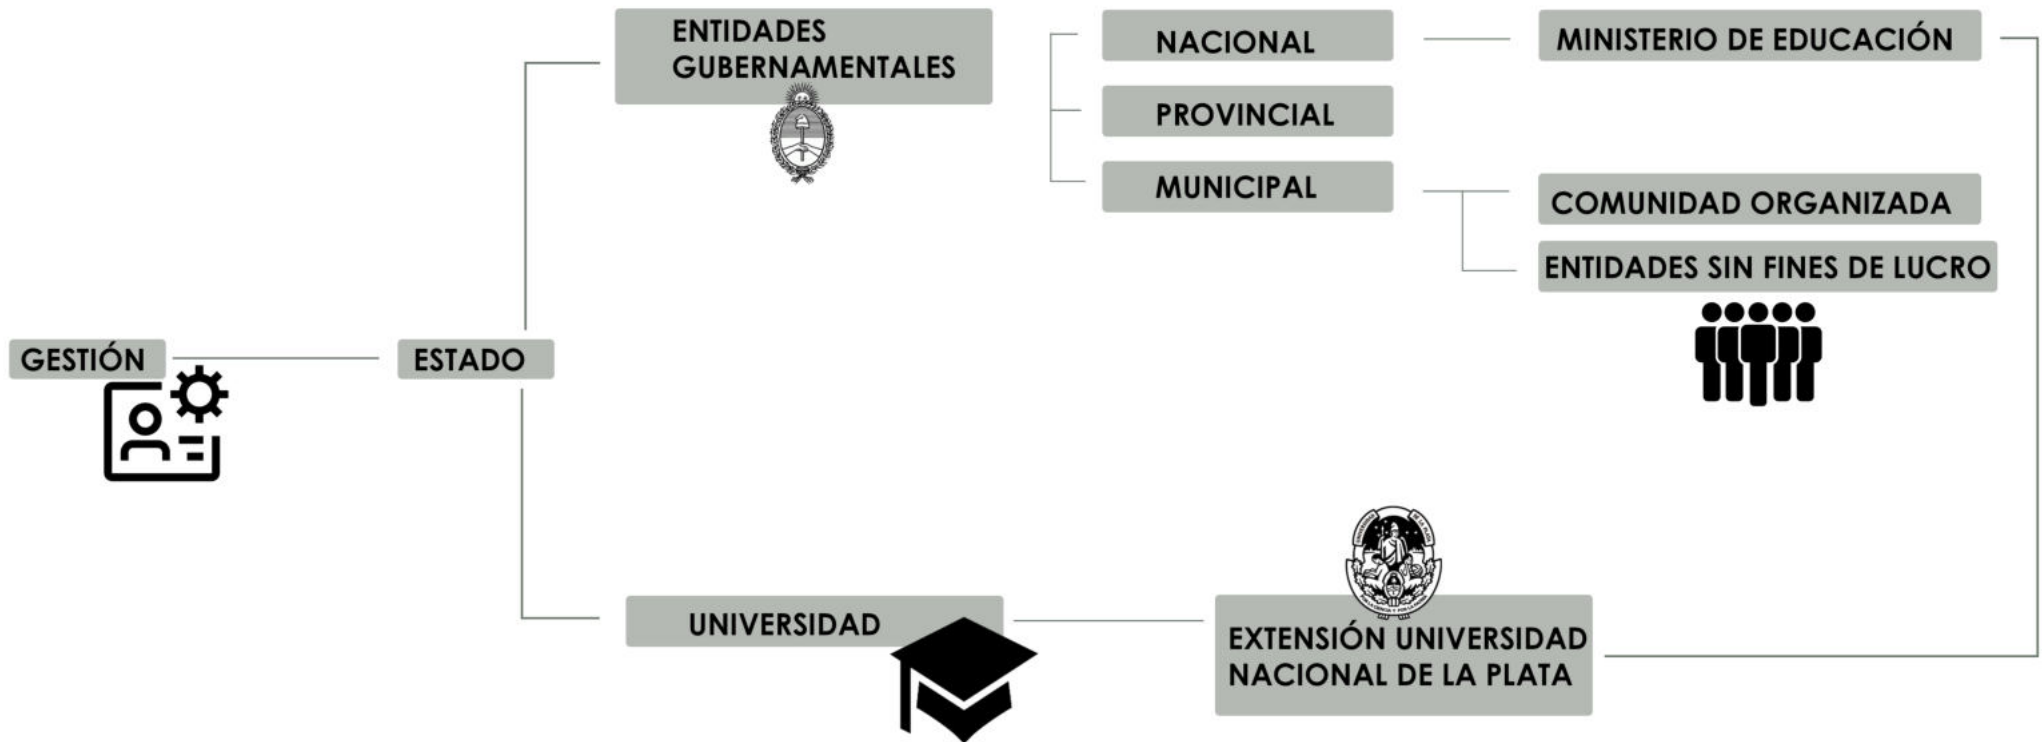 ENTIDADES
GUBERNAMENTALES
NACIONAL
MINISTERIO DE EDUCACIÓN
PROVINCIAL
MUNICIPAL
COMUNIDAD ORGANIZADA
ENTIDADES SIN FINES DE LUCRO
GESTIÓN
ESTADO
UNIVERSIDAD
EXTENSIÓN UNIVERSIDAD
NACIONAL DE LA PLATA